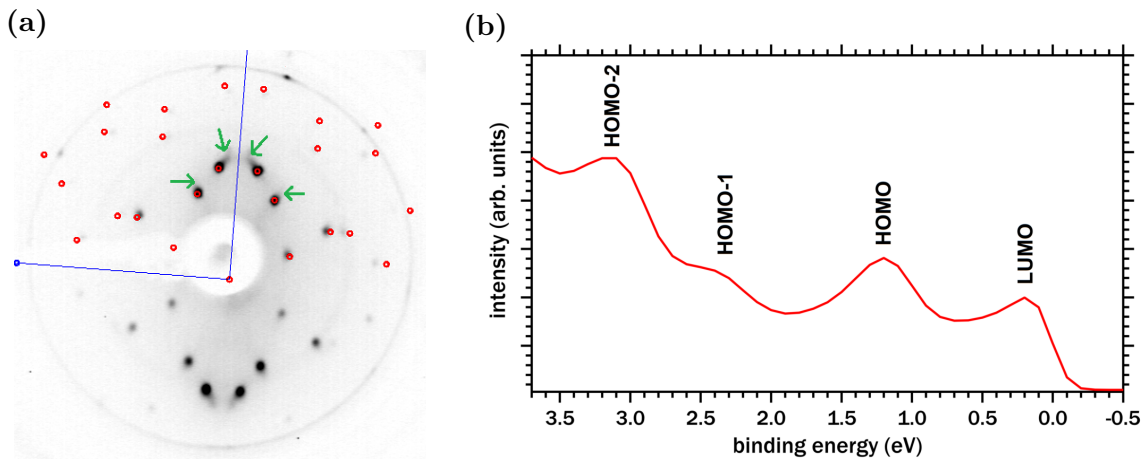 (a)
(b)
HOMO-2
HOMO-1
HOMO
LUMO
intensity (arb. units)
3.5 3.0 2.5 2.0 1.5 1.0 0.5 0.0 -0.5
binding energy (eV)